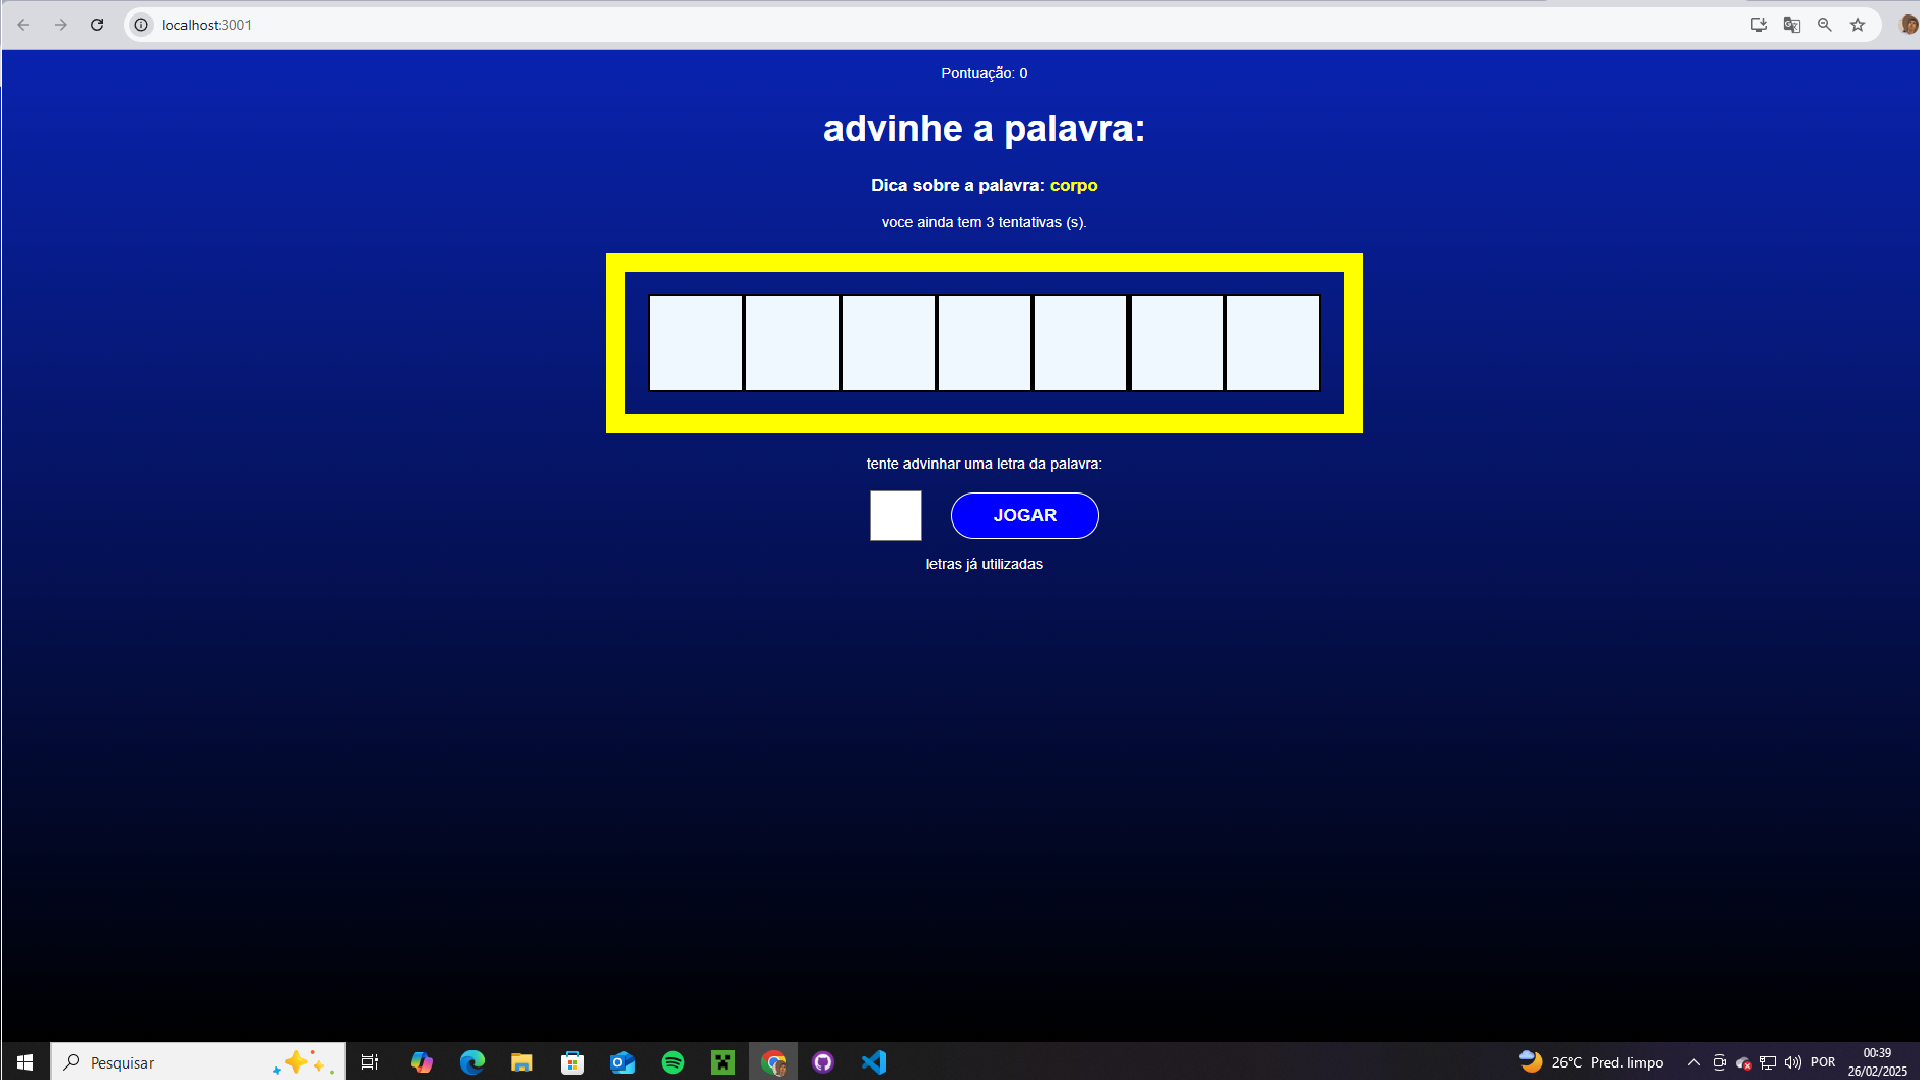 localhost:3001
Pontuação: 0
advinhe a palavra:
Dica sobre a palavra: corpo
voce ainda tem 3 tentativas (s).
tente advinhar uma letra da palavra:
JOGAR
letras já utilizadas
Pesquisar
26°C Pred. limpo
POR
00:39
26/02/2025